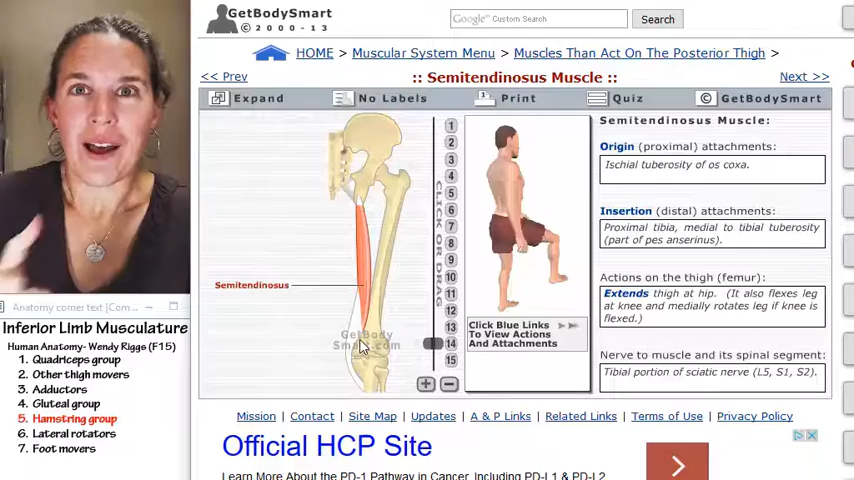 GetBodySmart
© 2000-13
Google™ Custom Search
Search
HOME > Muscular System Menu > Muscles Than Act On The Posterior Thigh >
<< Prev
:: Semitendinosus Muscle ::
Next >>
Expand
No Labels
Print
Quiz
© GetBodySmart
1
2
3
4
5
6
7
8
9
10
11
12
13
14
15
CLICK OR DRAG
Semitendinosus
GetBody
Smart.com
Click Blue Links
To View Actions
And Attachments
Semitendinosus Muscle:
Origin (proximal) attachments:
Ischial tuberosity of os coxa.
Insertion (distal) attachments:
Proximal tibia, medial to tibial tuberosity
(part of pes anserinus).
Actions on the thigh (femur):
Extends thigh at hip. (It also flexes leg
at knee and medially rotates leg if knee is
flexed.)
Nerve to muscle and its spinal segment:
Tibial portion of sciatic nerve (L5, S1, S2).
Anatomy corner text [Com...
Inferior Limb Musculature
Human Anatomy- Wendy Riggs (F15)
1. Quadriceps group
2. Other thigh movers
3. Adductors
4. Gluteal group
5. Hamstring group
6. Lateral rotators
7. Foot movers
Mission | Contact | Site Map | Updates | A & P Links | Related Links | Terms of Use | Privacy Policy
Official HCP Site
Learn More About the PD-1 Pathway in Cancer, Including PD-L1 & PD-L2